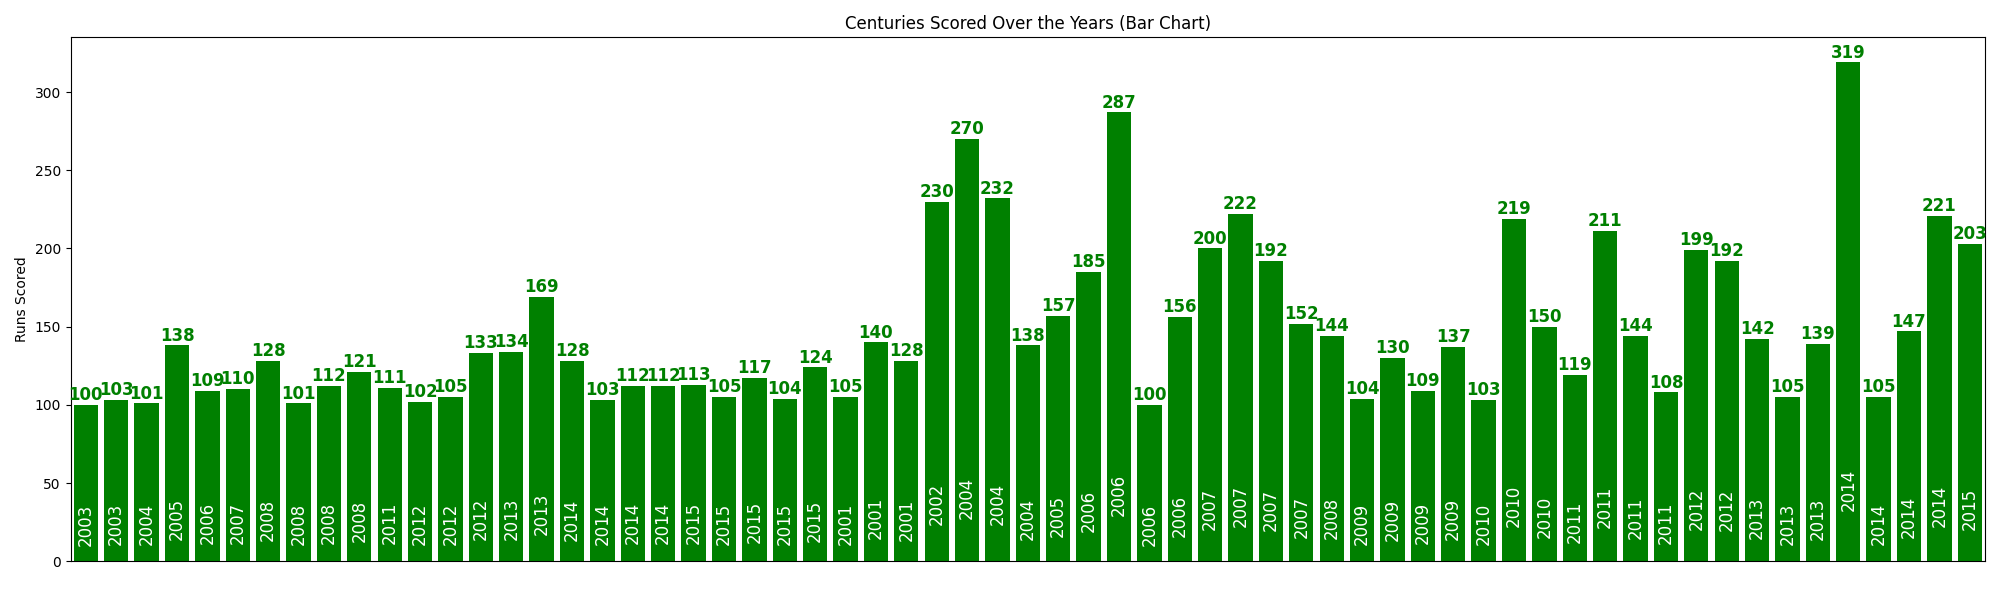 Centuries Scored Over the Years (Bar Chart)
Runs Scored
300
250
200
150
100
50
0
100 103 101 138 109 110 128 101 112 121 111 102 105 133 134 169 128 103 112 112 113 105 117 104 124 105 140 128 230 270 232 138 157 185 287 100 156 200 222 192 152 144 104 130 109 137 103 219 150 119 211 144 108 199 192 142 105 139 319 105 147 221 203
2003 2003 2004 2005 2006 2007 2008 2008 2008 2008 2011 2012 2012 2012 2013 2013 2014 2014 2014 2014 2015 2015 2015 2015 2015 2001 2001 2001 2002 2004 2004 2004 2005 2006 2006 2006 2006 2007 2007 2007 2007 2008 2009 2009 2009 2009 2010 2010 2010 2011 2011 2011 2011 2012 2012 2013 2013 2013 2014 2014 2014 2014 2015